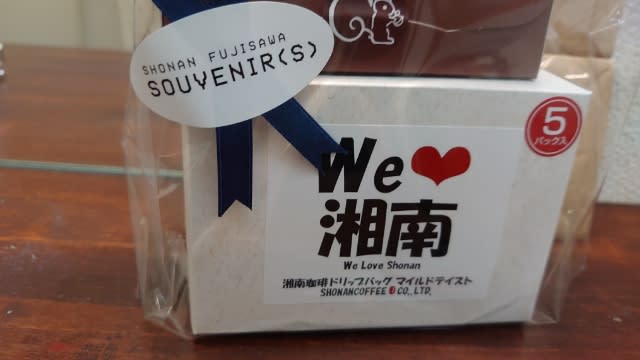 SHONAN FUJISAWA
SOUVENIR(S)
5
パックス
We❤
湘南
We Love Shonan
湘南珈琲ドリップバッグ マイルドテイスト
SHONANCOFFEE CO.,LTD.